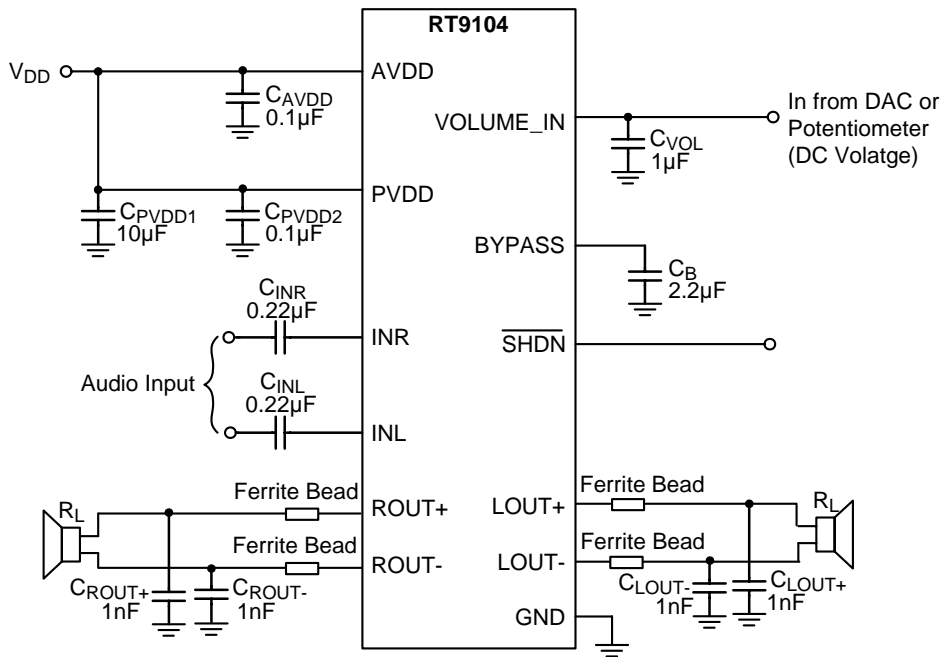 RT9104
VDD
AVDD
CAVDD
0.1µF
VOLUME_IN
In from DAC or
Potentiometer
(DC Volatge)
CVOL
1µF
PVDD
CPVDD1
10µF
CPVDD2
0.1µF
BYPASS
CB
2.2µF
CINR
0.22µF
INR
SHDN
Audio Input
CINL
0.22µF
INL
Ferrite Bead
ROUT+
RL
Ferrite Bead
ROUT-
CROUT+
1nF
CROUT-
1nF
LOUT+
Ferrite Bead
RL
LOUT-
Ferrite Bead
CLOUT-
1nF
CLOUT+
1nF
GND